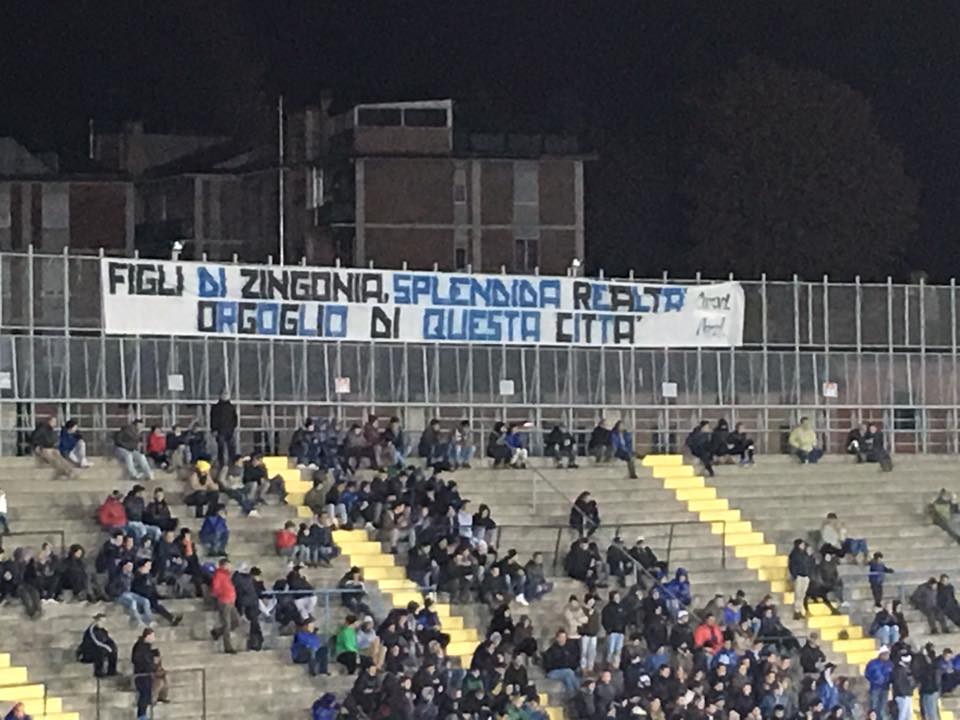 FIGLI DI ZINGONIA, SPLENDIDA REALTA'
ORGOGLIO DI QUESTA CITTA'